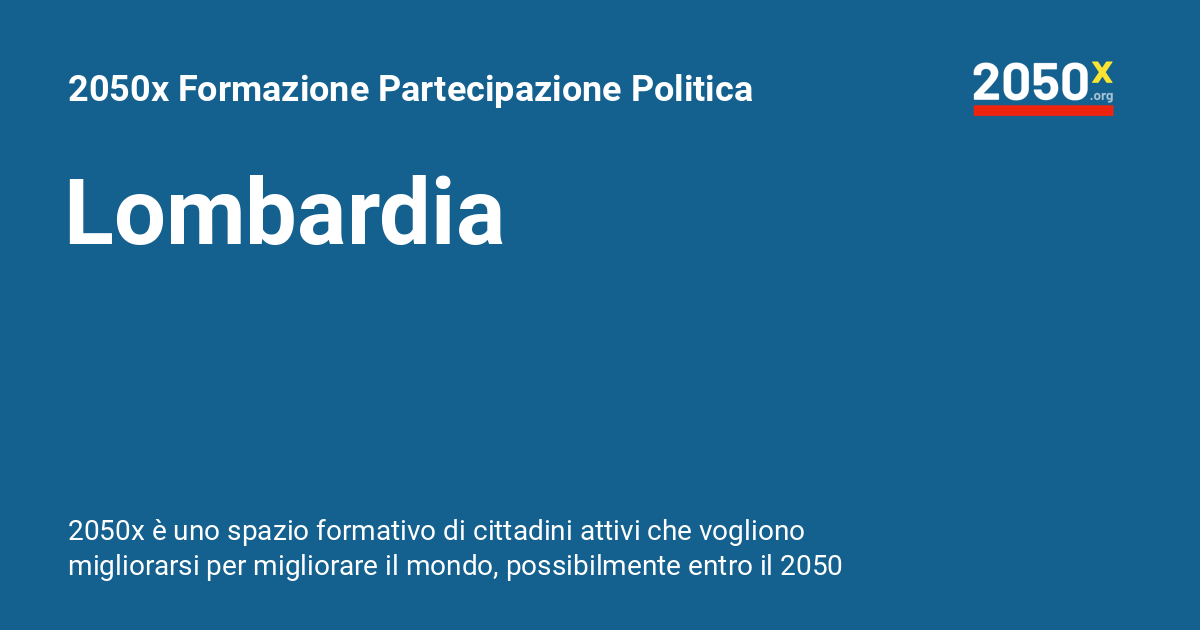 2050x Formazione Partecipazione Politica
2050x
.org
Lombardia
2050x è uno spazio formativo di cittadini attivi che vogliono
migliorarsi per migliorare il mondo, possibilmente entro il 2050